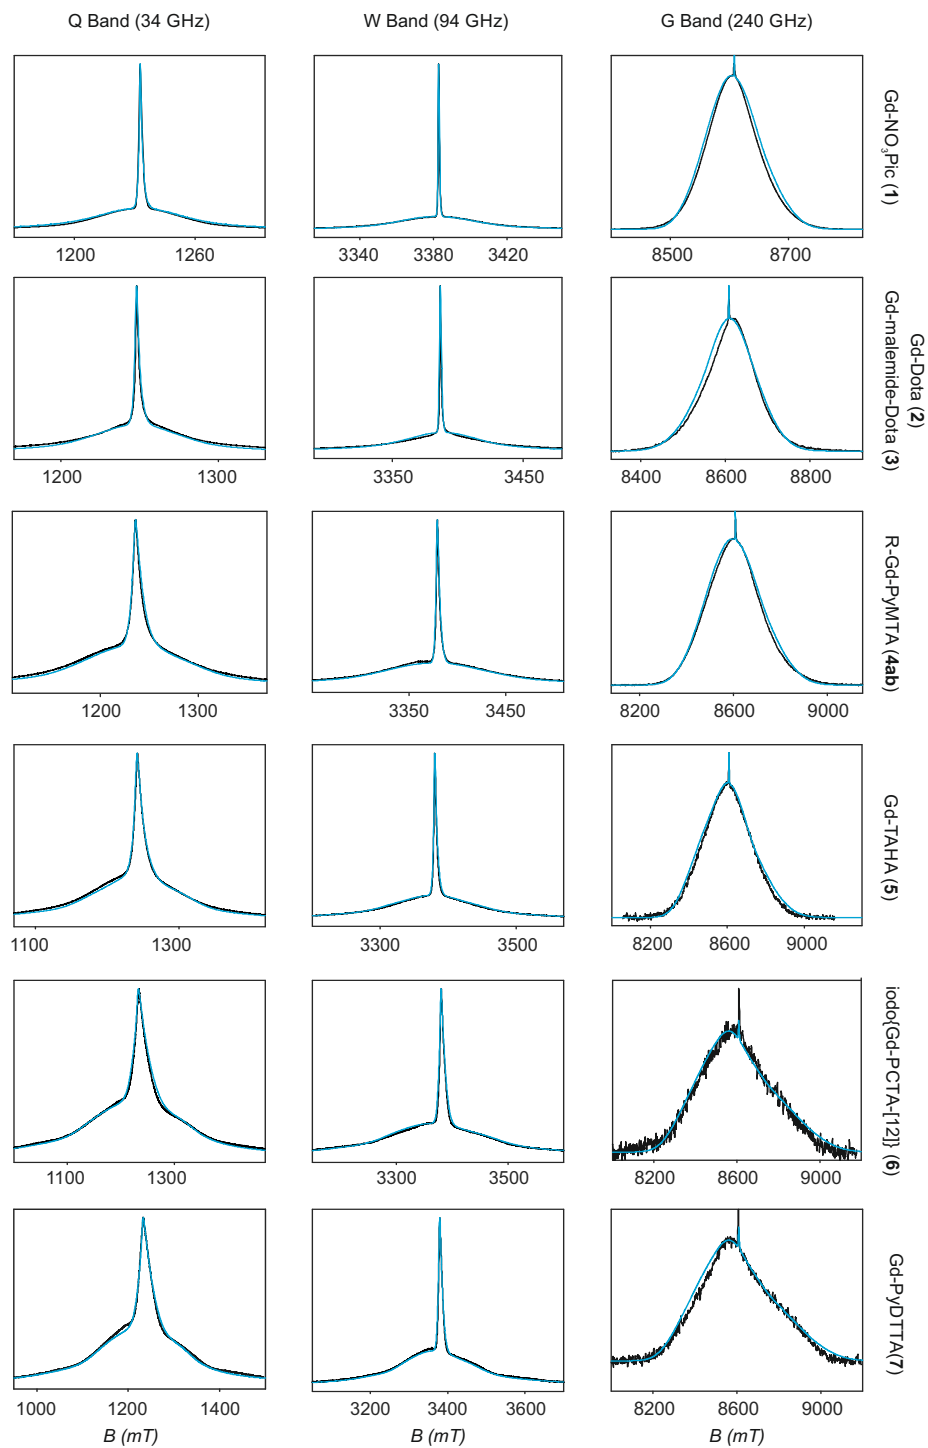 Q Band (34 GHz) W Band (94 GHz) G Band (240 GHz)
Gd-NO₃Pic (1)
1200 1260 3340 3380 3420 8500 8700
Gd-Dota (2)
Gd-malemide-Dota (3)
1200 1300 3350 3450 8400 8600 8800
R-Gd-PyMTA (4ab)
1200 1300 3350 3450 8200 8600 9000
Gd-TAHA (5)
1100 1300 3300 3500 8200 8600 9000
iodo{Gd-PCTA-[12]} (6)
1100 1300 3300 3500 8200 8600 9000
Gd-PyDTTA(7)
1000 1200 1400 3200 3400 3600 8200 8600 9000
B (mT) B (mT) B (mT)